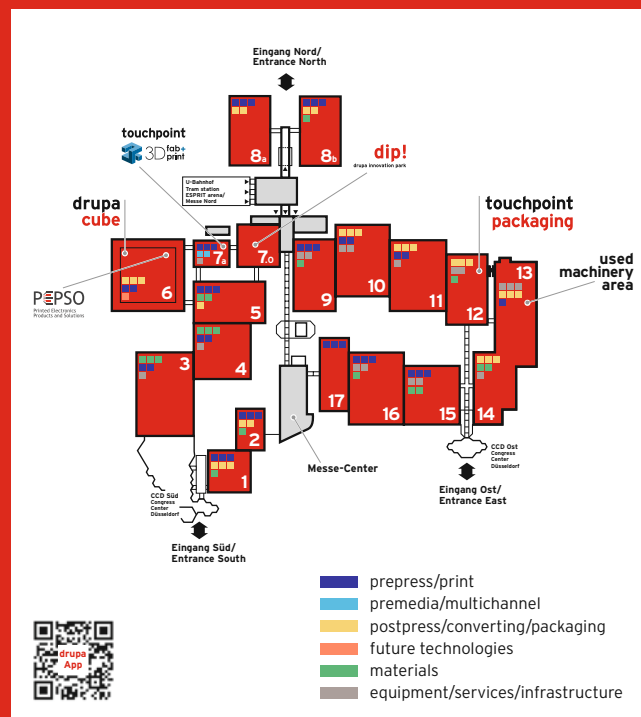 Eingang Nord/
Entrance North
8a
8b
touchpoint
3D fab+
print
dip!
drupa innovation park
U-Bahnhof
Tram station
ESPRIT arena/
Messe Nord
drupa
cube
touchpoint
packaging
used
machinery
area
PEPSO
Printed Electronics
Products and Solutions
7a
7.0
6
5
4
3
9
10
11
12
13
17
16
15
14
2
1
Messe-Center
CCD Süd
Congress
Center
Düsseldorf
CCD Ost
Congress
Center
Düsseldorf
Eingang Süd/
Entrance South
Eingang Ost/
Entrance East
prepress/print
premedia/multichannel
postpress/converting/packaging
future technologies
materials
equipment/services/infrastructure
drupa
App